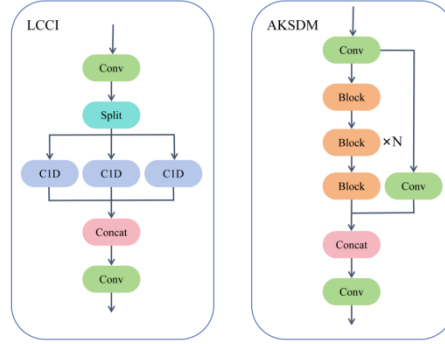 LCCI
Conv
Split
C1D C1D C1D
Concat
Conv
AKSDM
Conv
Block
Block ×N
Block Conv
Concat
Conv